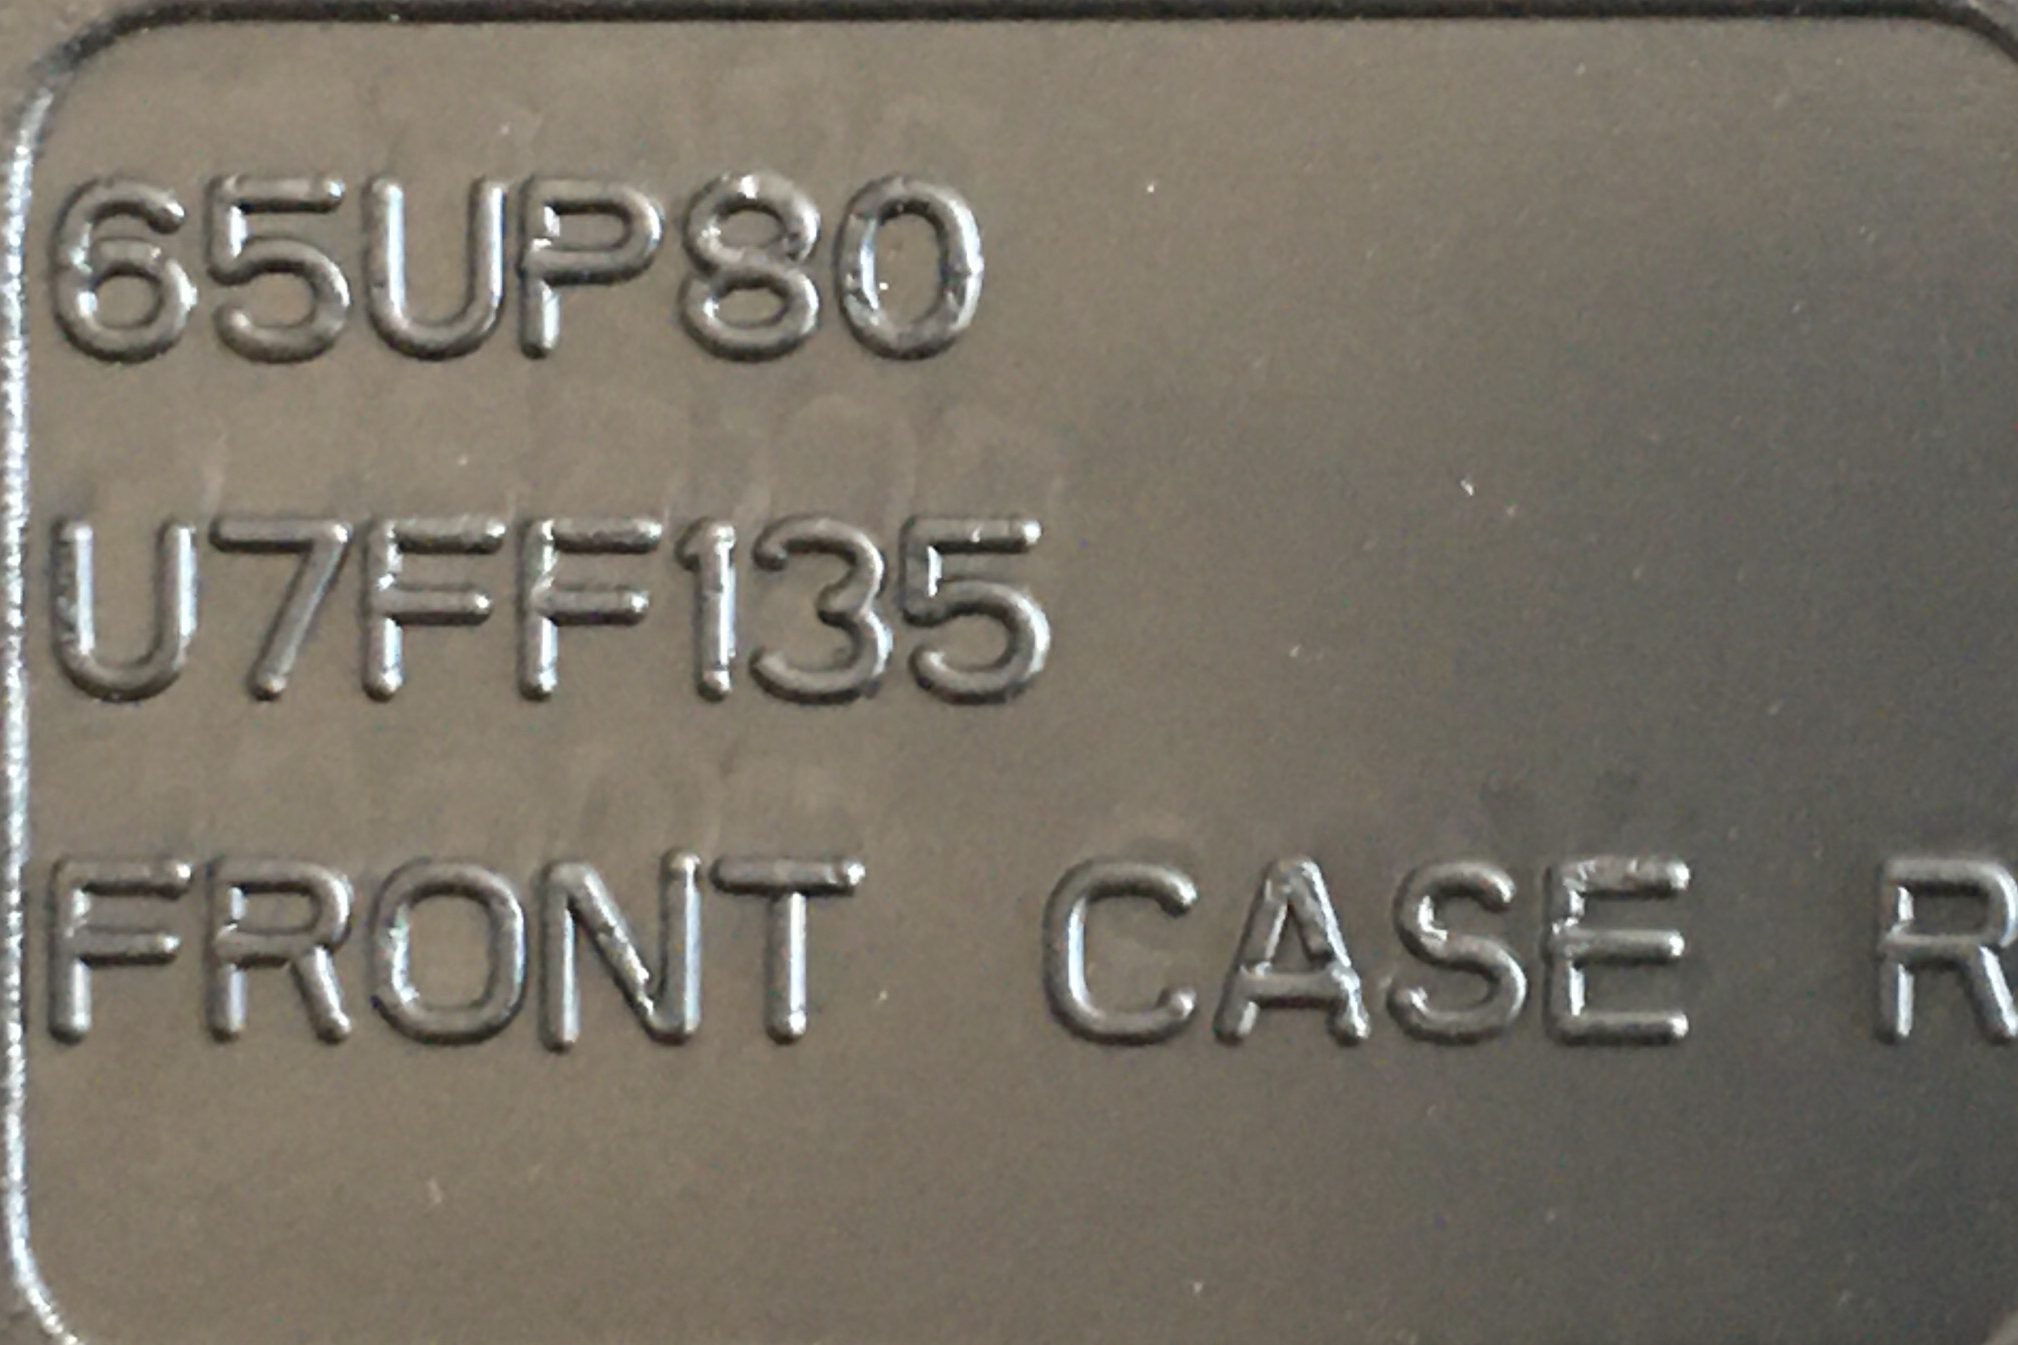 65UP80
U7FF135
FRONT CASE R